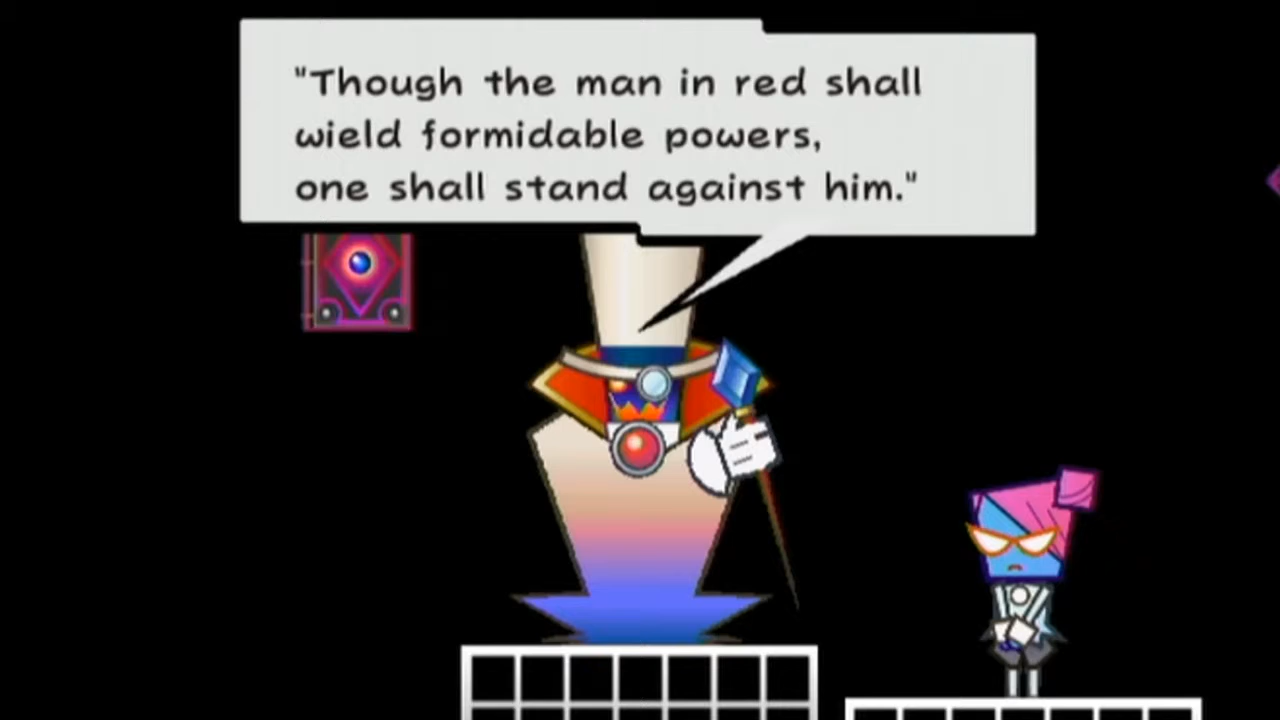 "Though the man in red shall
wield formidable powers,
one shall stand against him."